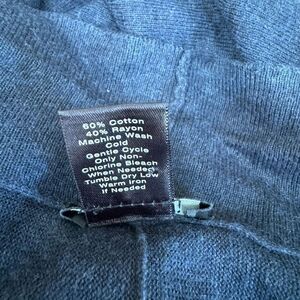 60% Cotton
40% Rayon
Machine Wash
Cold
Gentle Cycle
Only Non-
Chlorine Bleach
When Needed
Tumble Dry Low
Warm Iron
If Needed